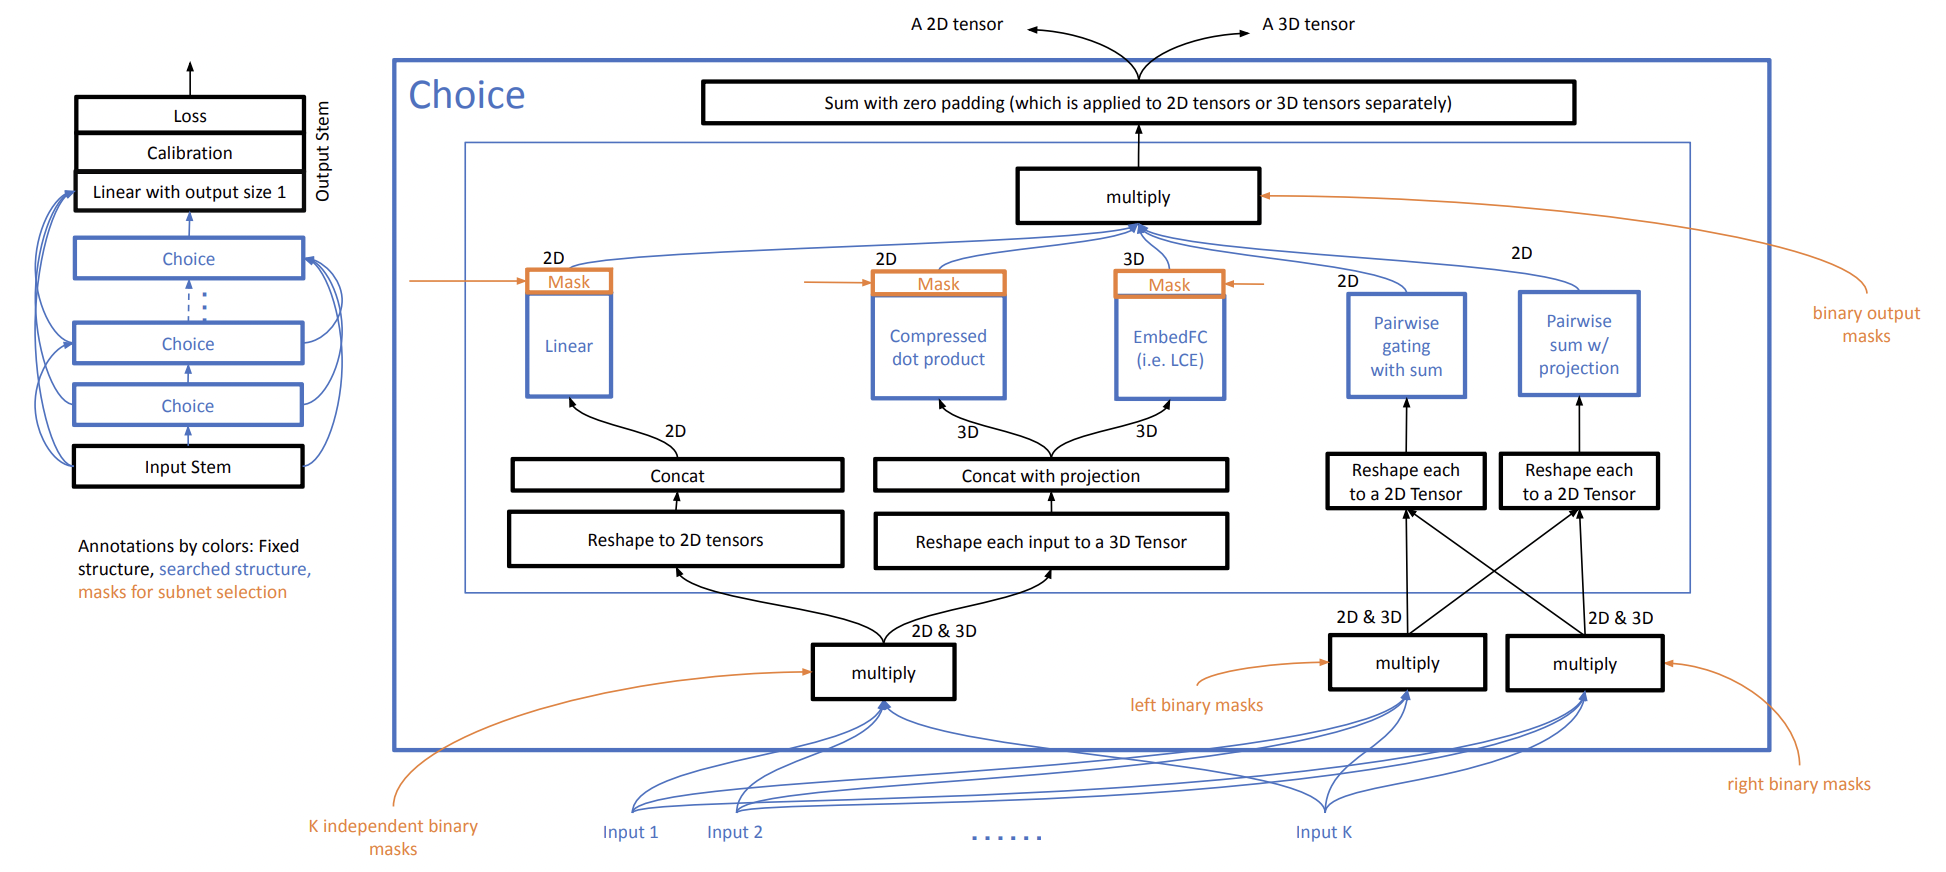 A 2D tensor
A 3D tensor
Choice
Sum with zero padding (which is applied to 2D tensors or 3D tensors separately)
multiply
2D
Mask
Linear
2D
Mask
Compressed
dot product
3D
Mask
EmbedFC
(i.e. LCE)
2D
Pairwise
gating
with sum
2D
Pairwise
sum w/
projection
binary output
masks
2D
3D
3D
Concat
Concat with projection
Reshape to 2D tensors
Reshape each input to a 3D Tensor
Reshape each
to a 2D Tensor
Reshape each
to a 2D Tensor
2D & 3D
2D & 3D
2D & 3D
multiply
multiply
multiply
left binary masks
right binary masks
K independent binary
masks
Input 1
Input 2
......
Input K
Loss
Calibration
Linear with output size 1
Output Stem
Choice
Choice
Choice
Input Stem
Annotations by colors: Fixed
structure, searched structure,
masks for subnet selection